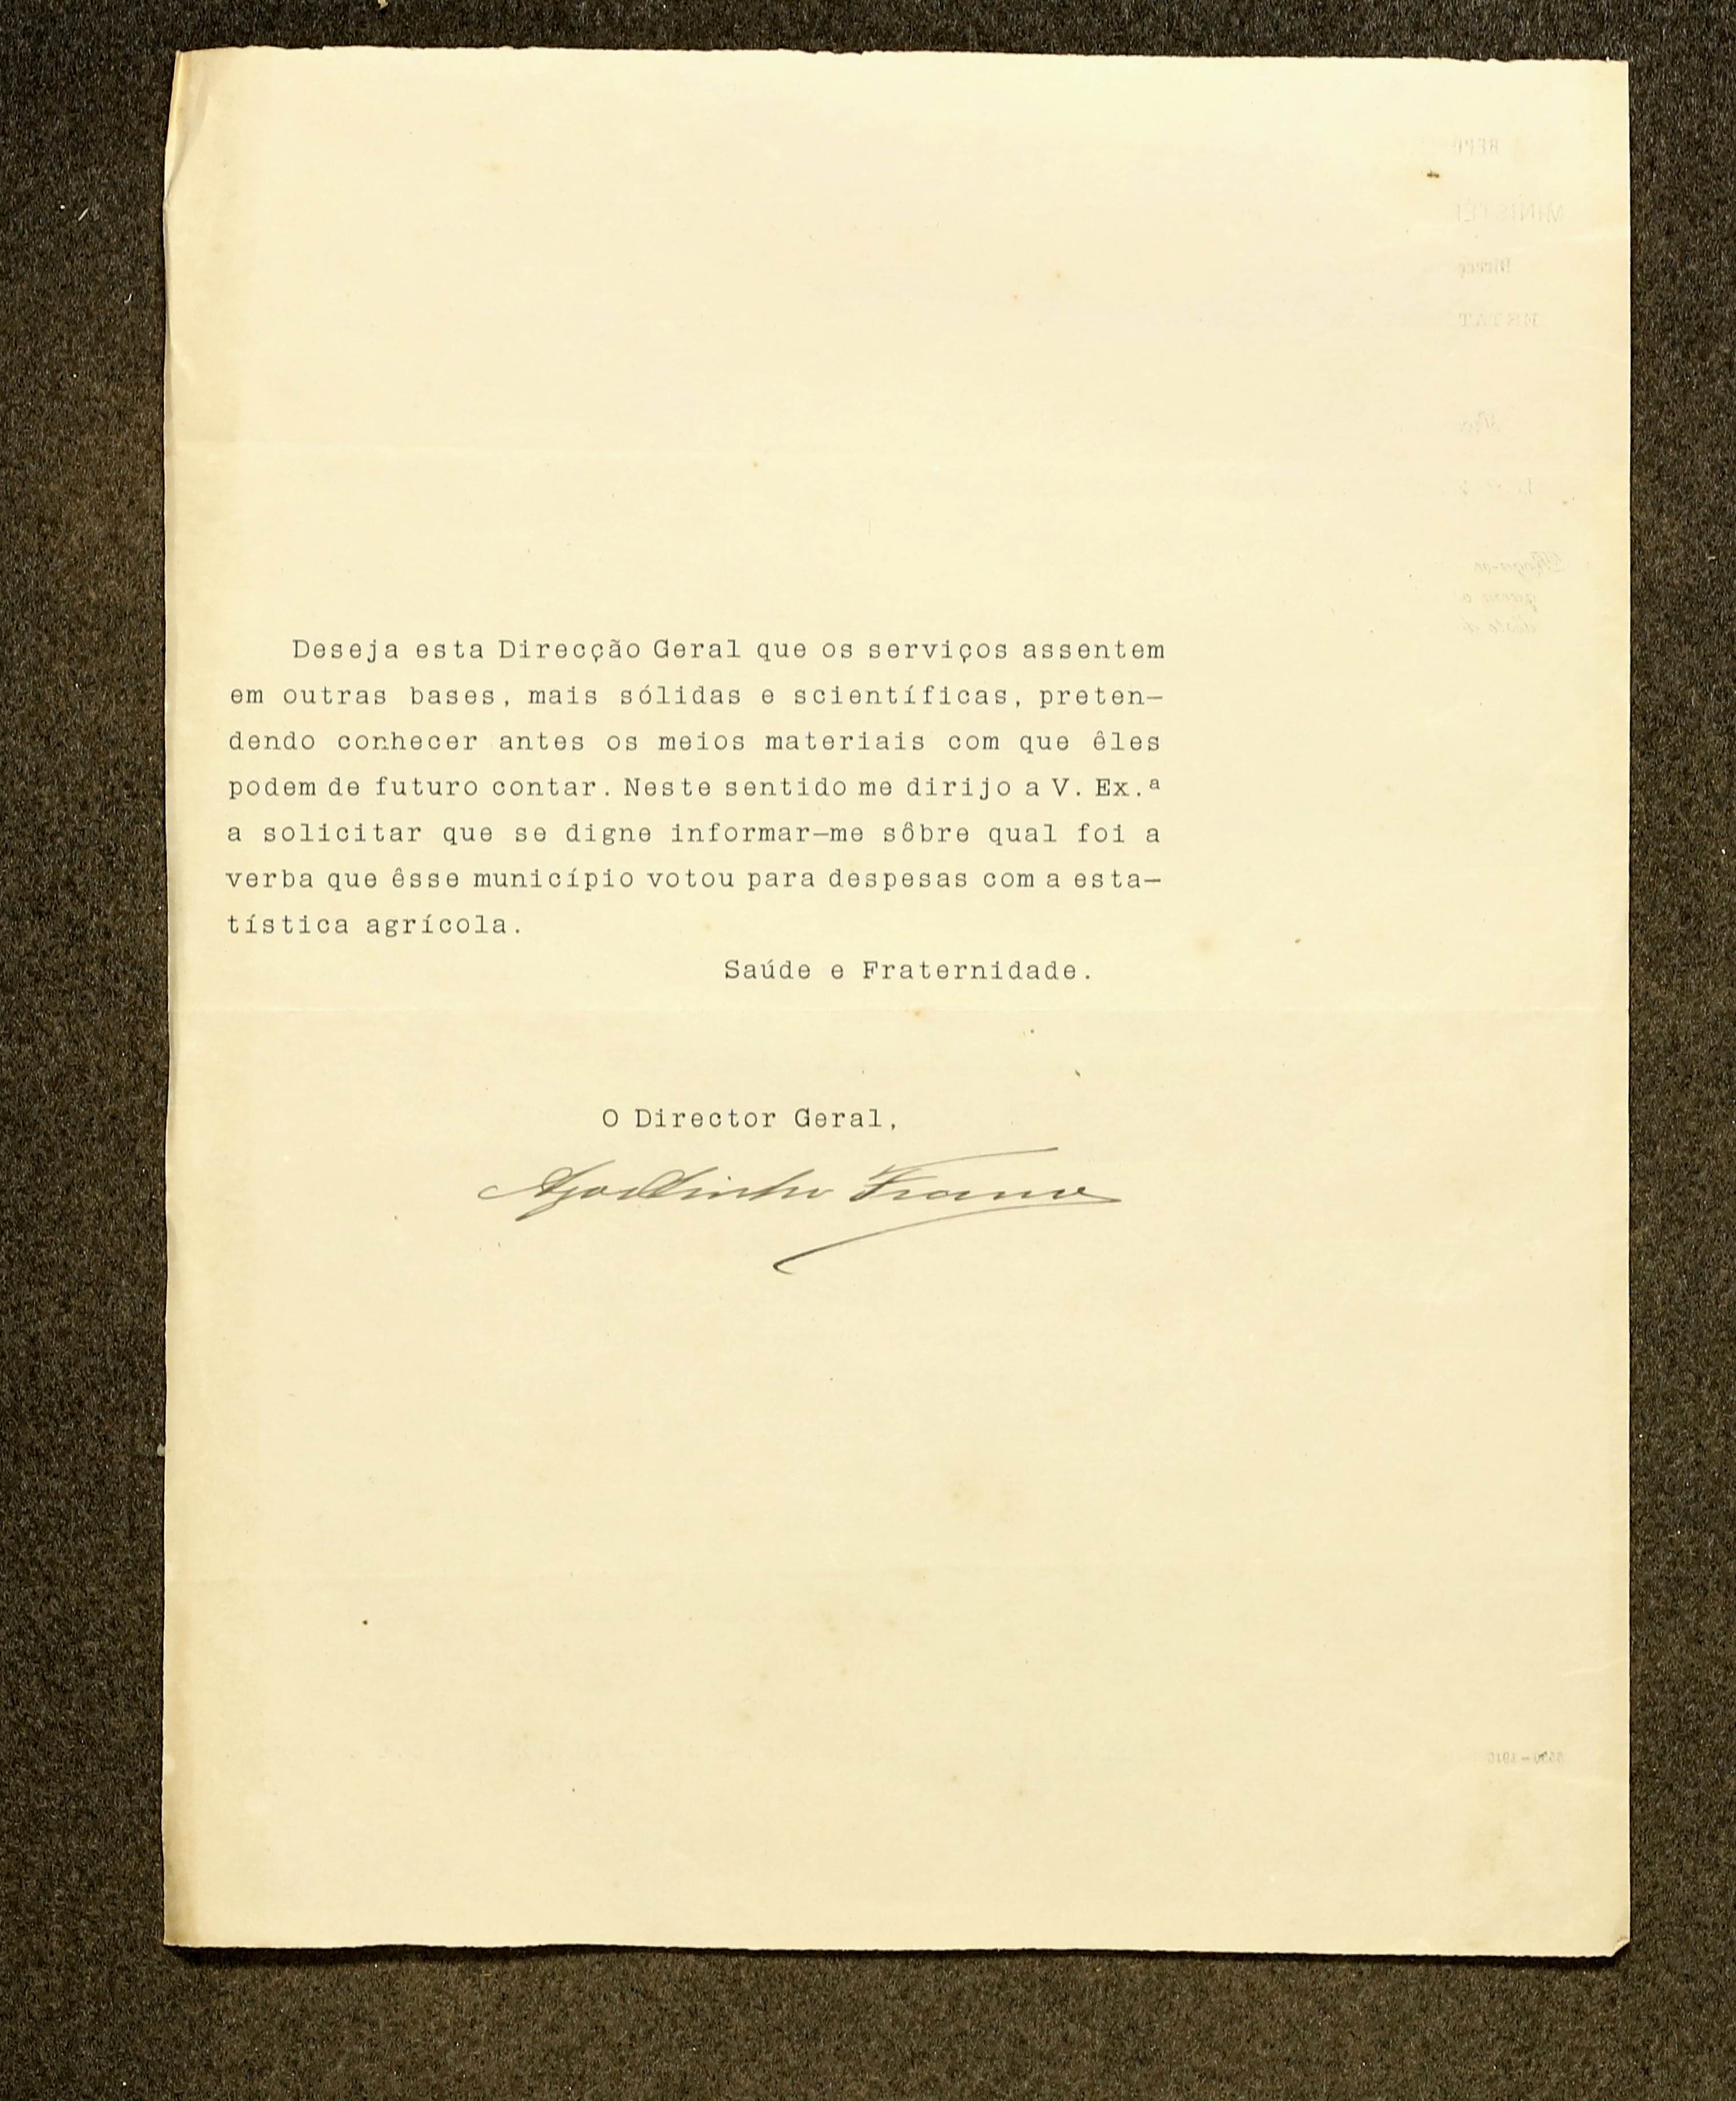 Deseja esta Direcção Geral que os serviços assentem
em outras bases, mais sólidas e scientíficas, preten—
dendo conhecer antes os meios materiais com que êles
podem de futuro contar. Neste sentido me dirijo a V. Ex.ª
a solicitar que se digne informar—me sôbre qual foi a
verba que êsse município votou para despesas com a esta—
tística agrícola.
Saúde e Fraternidade.
O Director Geral,